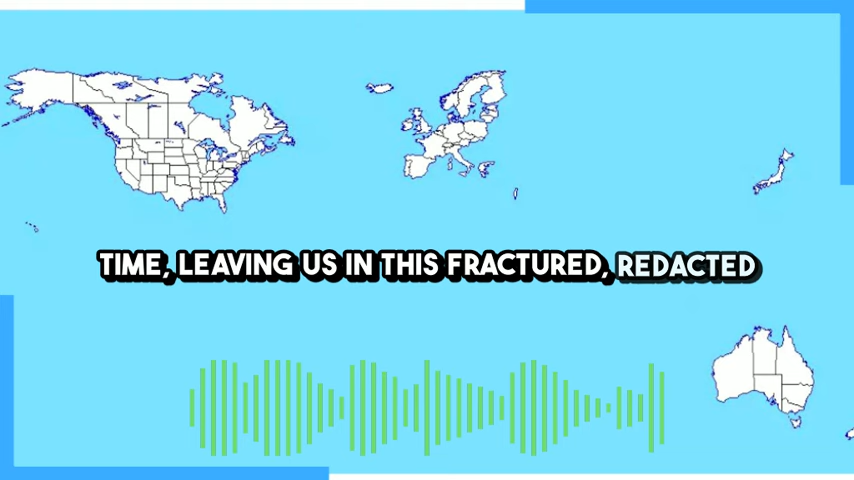 TIME, LEAVING US IN THIS FRACTURED, REDACTED